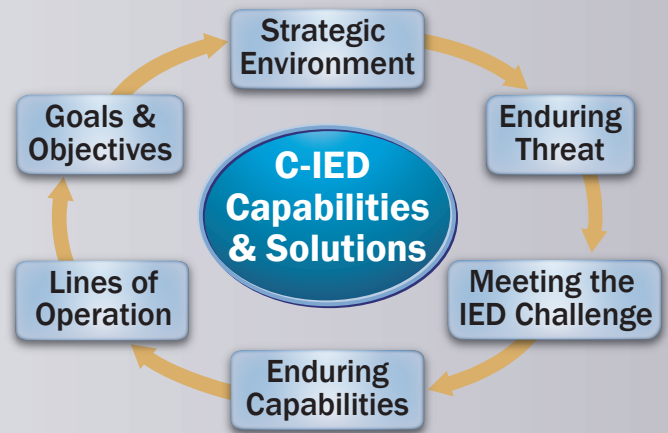 Strategic
Environment
Enduring
Threat
Meeting the
IED Challenge
Enduring
Capabilities
Lines of
Operation
Goals &
Objectives
C-IED
Capabilities
& Solutions